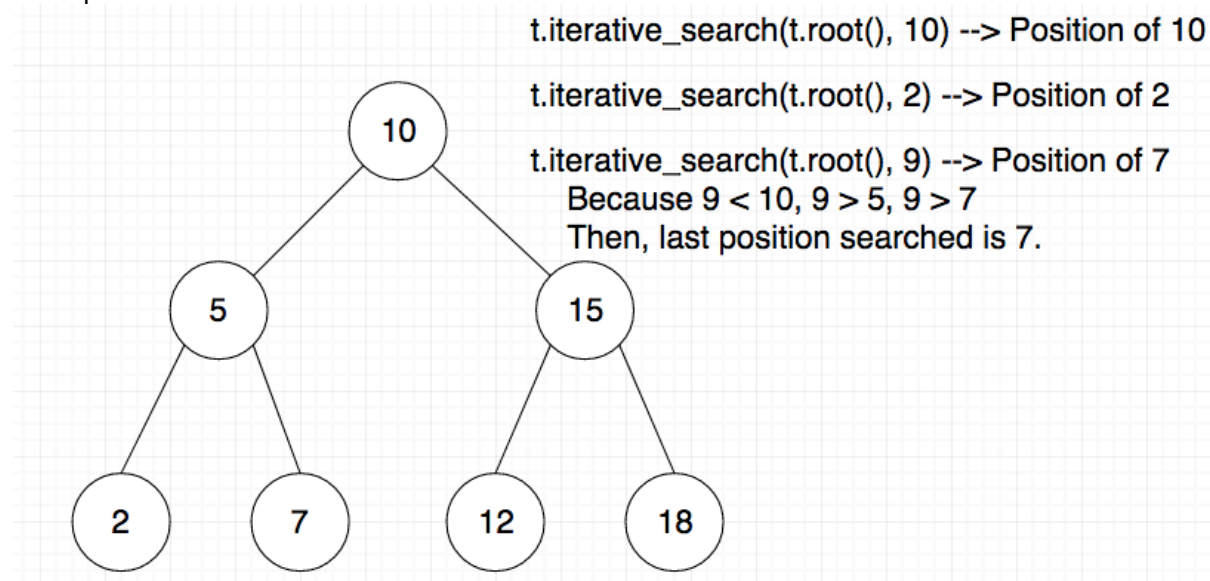 t.iterative_search(t.root(), 10) --> Position of 10
t.iterative_search(t.root(), 2) --> Position of 2
t.iterative_search(t.root(), 9) --> Position of 7
Because 9 < 10, 9 > 5, 9 > 7
Then, last position searched is 7.
10
5
15
2
7
12
18